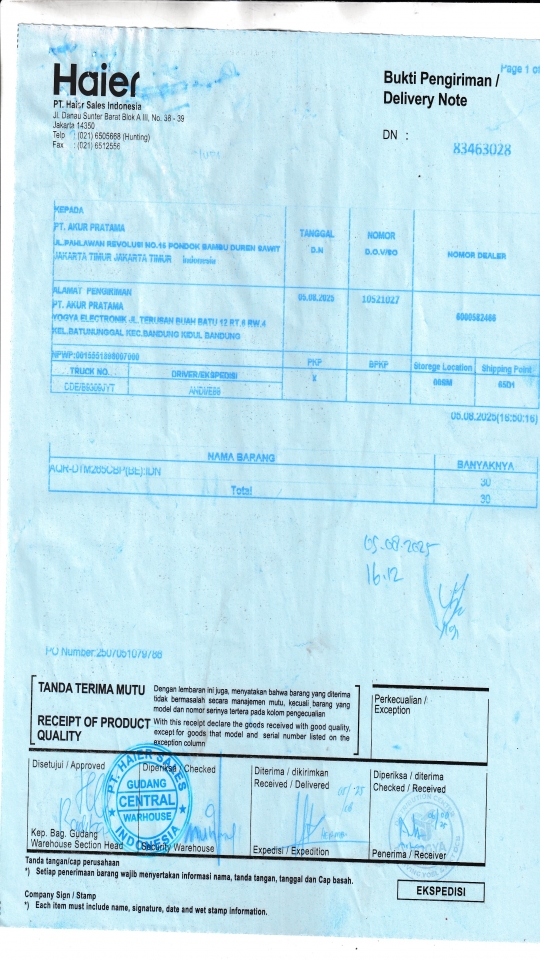 Haier
PT. Haier Sales Indonesia
Jl. Danau Sunter Barat Blok A III, No. 38 - 39
Jakarta 14350
Telp : (021) 6505668 (Hunting)
Fax : (021) 6512556
Page 1 of
Bukti Pengiriman /
Delivery Note
DN :
83463028
KEPADA
PT. AKUR PRATAMA
JL.PAHLAWAN REVOLUSI NO.16 PONDOK BAMBU DUREN SAWIT
JAKARTA TIMUR JAKARTA TIMUR Indonesia
TANGGAL
D.N
NOMOR
D.O.V/SO
NOMOR DEALER
ALAMAT PENGIRIMAN
PT. AKUR PRATAMA
YOGYA ELECTRONIK JL.TERUSAN BUAH BATU 12 RT.6 RW.4
KEL.BATUNUNGGAL KEC.BANDUNG KIDUL BANDUNG
05.08.2025
10521027
TRUCK NO.
DRIVER/EKSPEDISI
PKP
X
BPKP
Storage Location
Shipping Point
65D1
05.08.2025(16:50:16)
NAMA BARANG
BANYAKNYA
30
Total
30
05-08-2025
16.12
PO Number:2507051079788
TANDA TERIMA MUTU
Dengan lembaran ini juga, menyatakan bahwa barang yang diterima
tidak bermasalah secara manajemen mutu, kecuali barang yang
model dan nomor serinya tertera pada kolom pengecualian
RECEIPT OF PRODUCT
QUALITY
With this receipt declare the goods received with good quality,
except for goods that model and serial number listed on the
exception column
Perkecualian /
Exception
Disetujui / Approved
Diperiksa / Checked
Diterima / dikirimkan
Received / Delivered
Diperiksa / diterima
Checked / Received
PT. HAIER SALES
GUDANG
CENTRAL
WARHOUSE
INDONESIA
Kep. Bag. Gudang
Warehouse Section Head
Security Warehouse
Expedisi / Expedition
Penerima / Receiver
Tanda tangan/cap perusahaan
*) Setiap penerimaan barang wajib menyertakan informasi nama, tanda tangan, tanggal dan Cap basah.
EKSPEDISI
Company Sign / Stamp
*) Each item must include name, signature, date and wet stamp information.